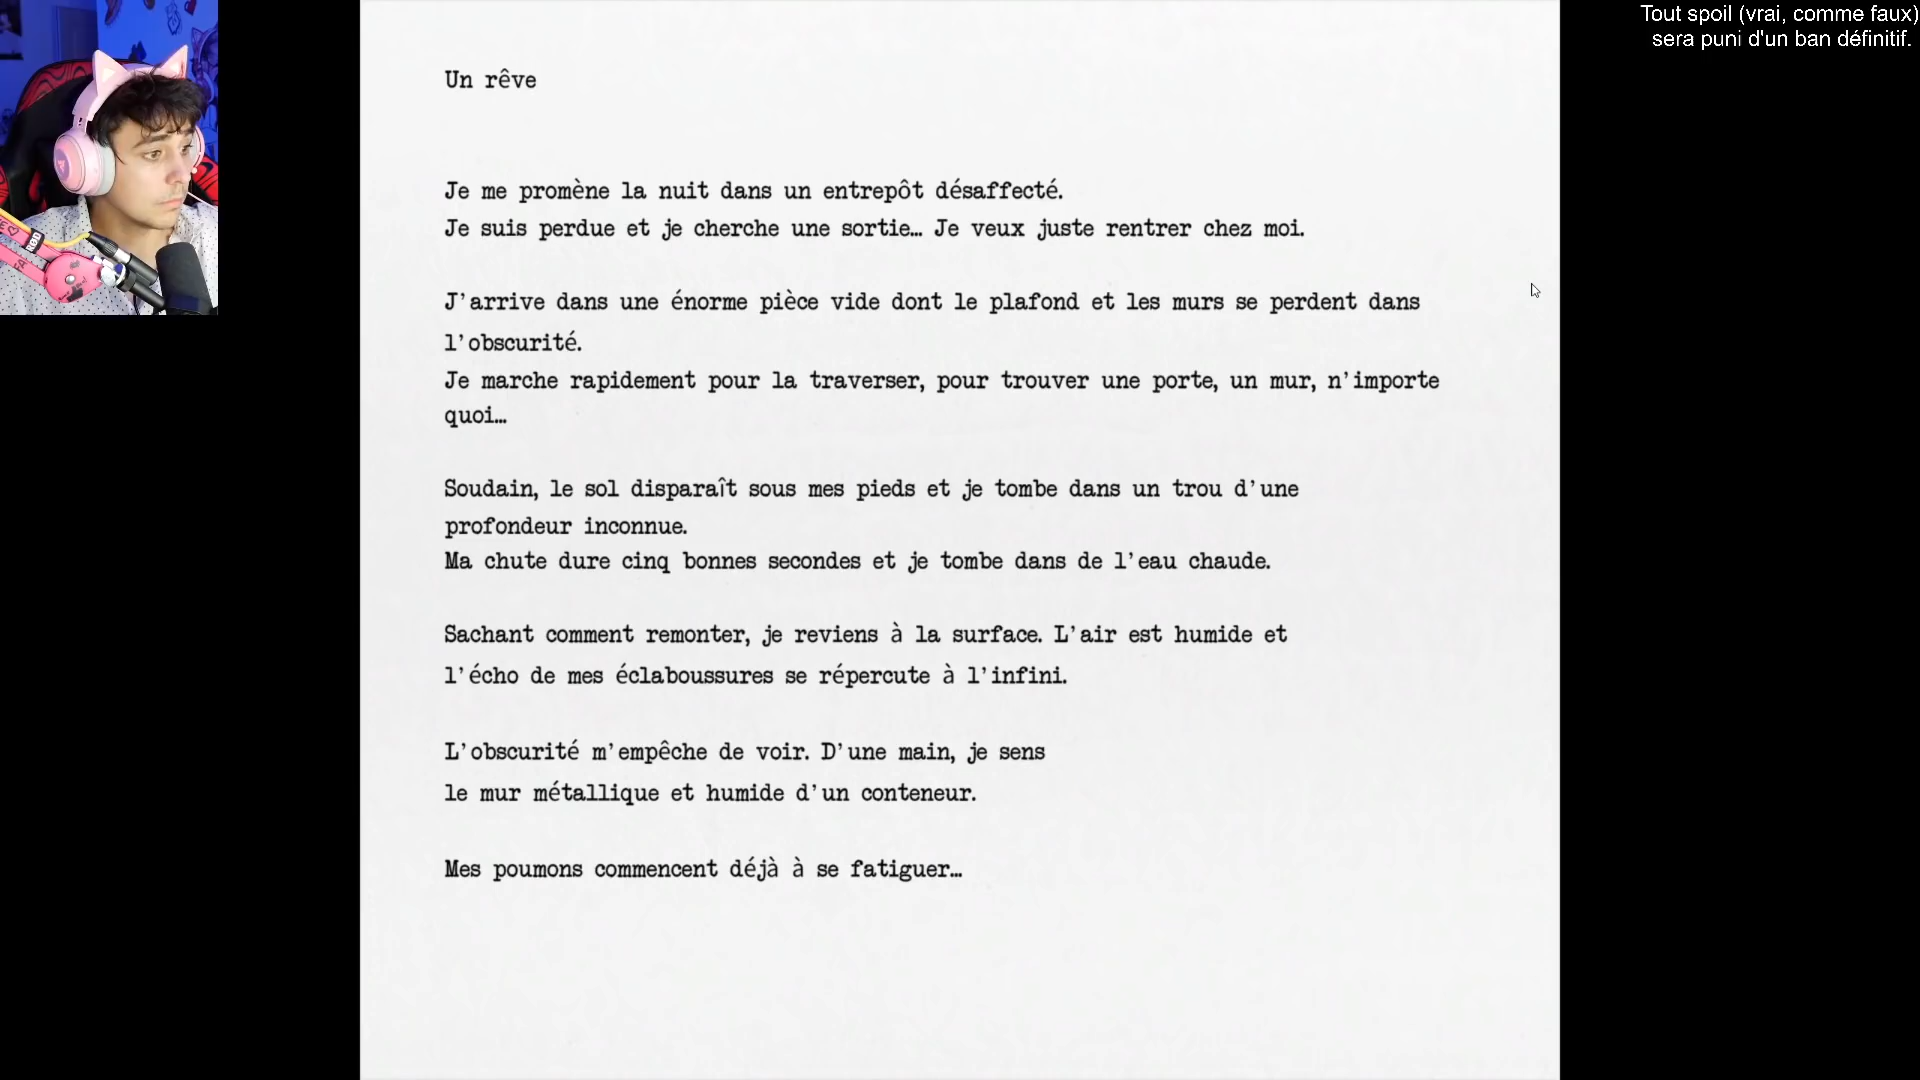 Tout spoil (vrai, comme faux)
sera puni d'un ban définitif.
Un rêve
Je me promène la nuit dans un entrepôt désaffecté.
Je suis perdue et je cherche une sortie… Je veux juste rentrer chez moi.
J'arrive dans une énorme pièce vide dont le plafond et les murs se perdent dans
l'obscurité.
Je marche rapidement pour la traverser, pour trouver une porte, un mur, n'importe
quoi…
Soudain, le sol disparaît sous mes pieds et je tombe dans un trou d'une
profondeur inconnue.
Ma chute dure cinq bonnes secondes et je tombe dans de l'eau chaude.
Sachant comment remonter, je reviens à la surface. L'air est humide et
l'écho de mes éclaboussures se répercute à l'infini.
L'obscurité m'empêche de voir. D'une main, je sens
le mur métallique et humide d'un conteneur.
Mes poumons commencent déjà à se fatiguer…
RØD